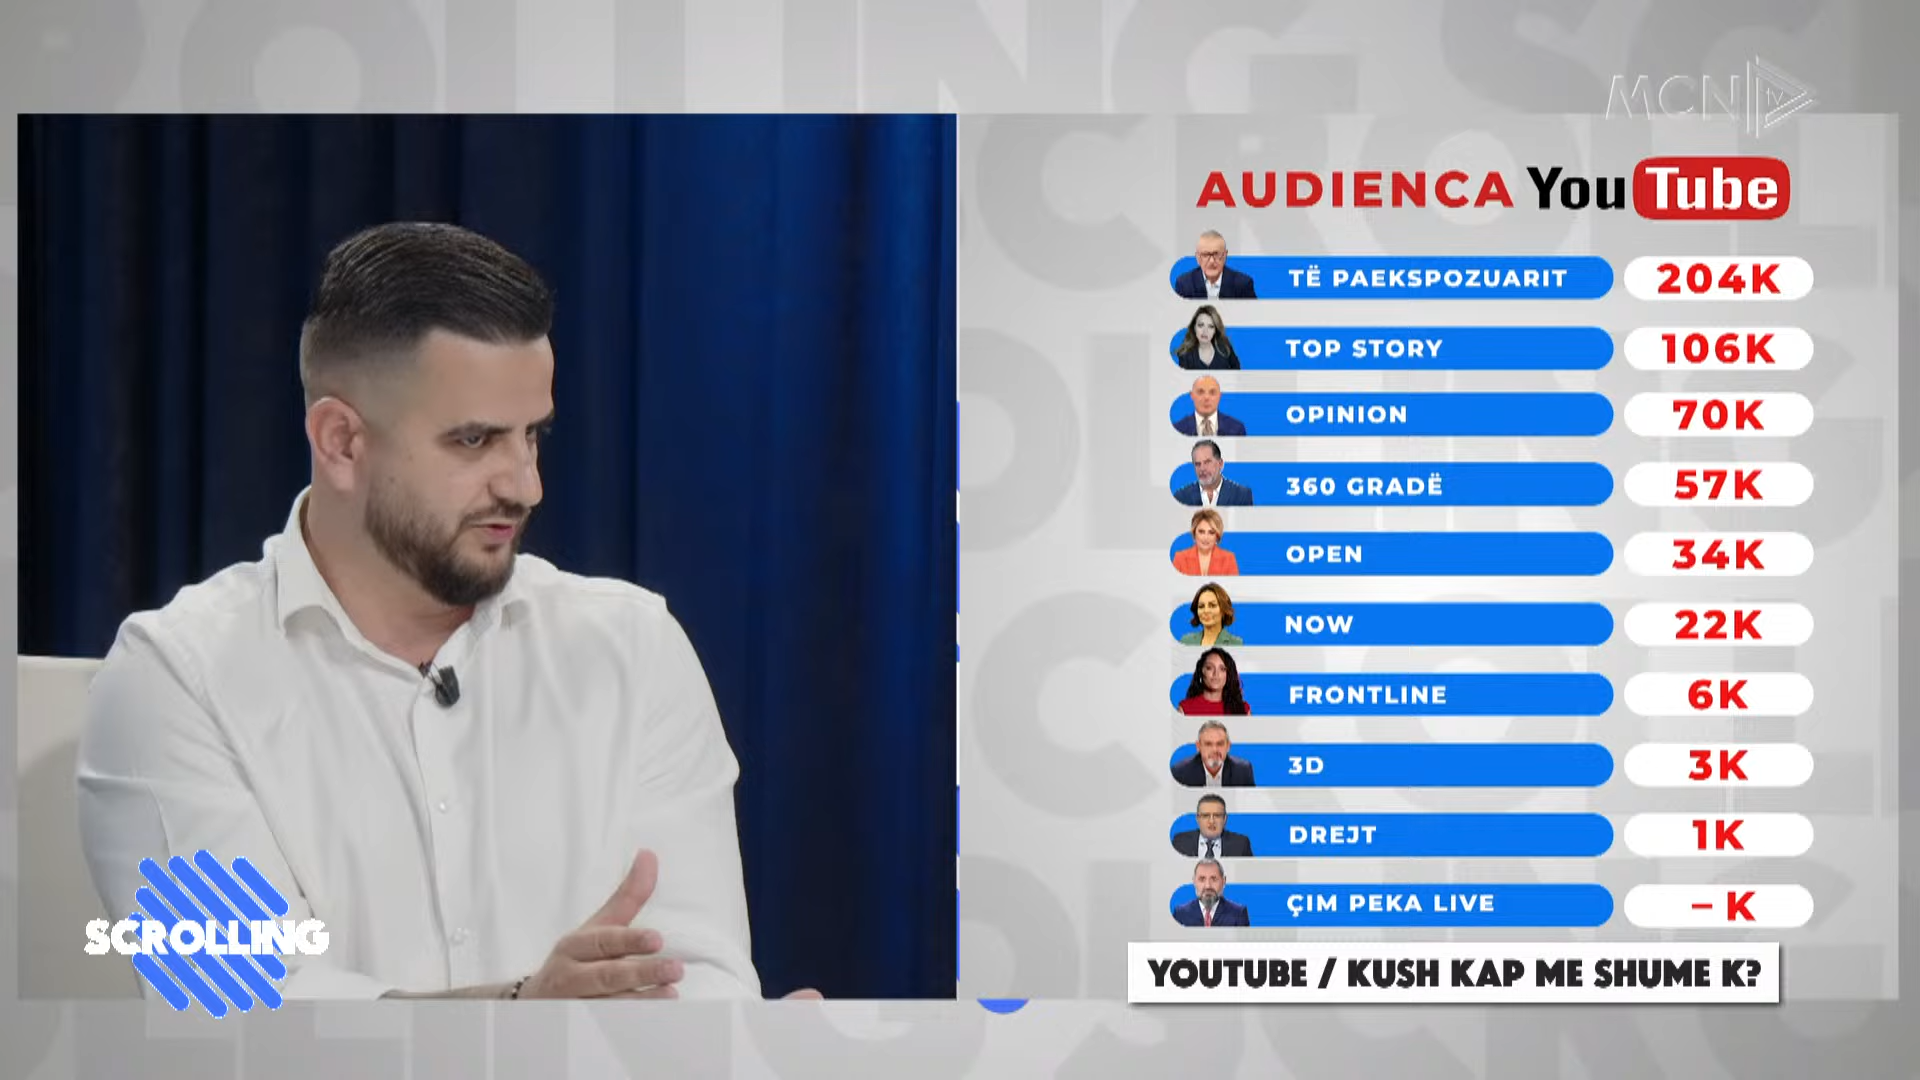 MCN TV
AUDIENCA YouTube
TË PAEKSPOZUARIT 204K
TOP STORY 106K
OPINION 70K
360 GRADË 57K
OPEN 34K
NOW 22K
FRONTLINE 6K
3D 3K
DREJT 1K
ÇIM PEKA LIVE – K
SCROLLING
YOUTUBE / KUSH KAP ME SHUME K?